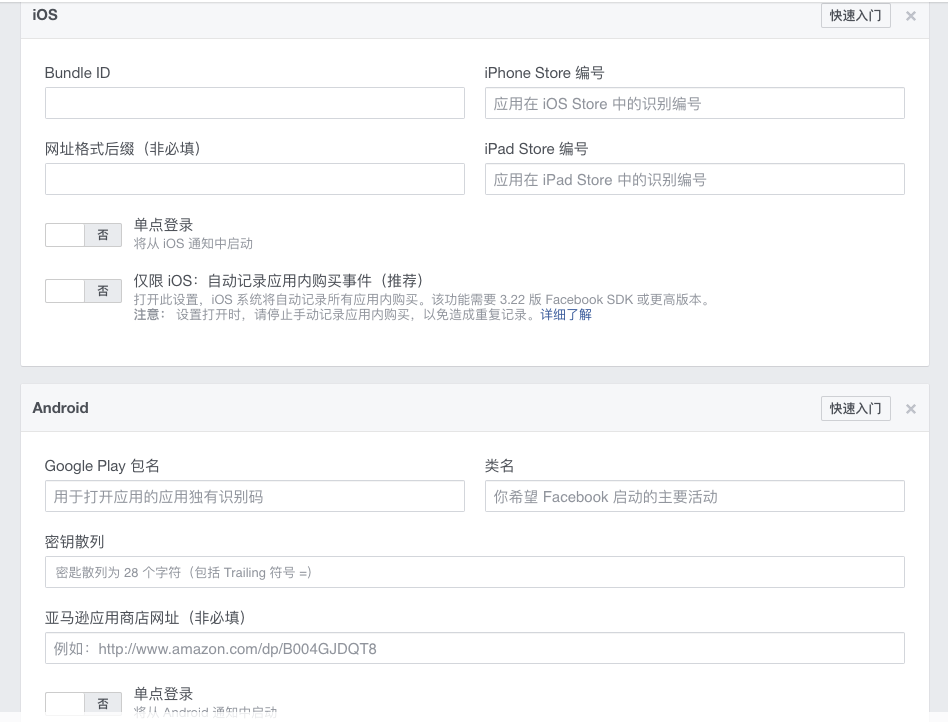 iOS
快速入门
×
Bundle ID
iPhone Store 编号
应用在 iOS Store 中的识别编号
网址格式后缀（非必填）
iPad Store 编号
应用在 iPad Store 中的识别编号
否
单点登录
将从 iOS 通知中启动
否
仅限 iOS：自动记录应用内购买事件（推荐）
打开此设置，iOS 系统将自动记录所有应用内购买。该功能需要 3.22 版 Facebook SDK 或更高版本。
注意： 设置打开时，请停止手动记录应用内购买，以免造成重复记录。详细了解
Android
快速入门
×
Google Play 包名
类名
用于打开应用的应用独有识别码
你希望 Facebook 启动的主要活动
密钥散列
密匙散列为 28 个字符（包括 Trailing 符号 =）
亚马逊应用商店网址（非必填）
例如：http://www.amazon.com/dp/B004GJDQT8
否
单点登录
将从 Android 通知中启动